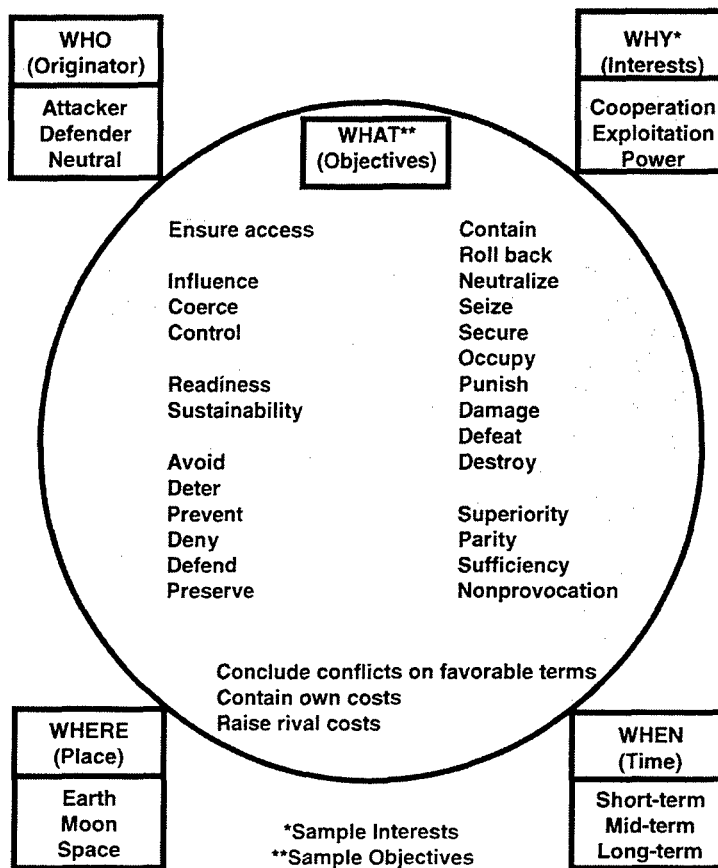 WHO
(Originator)
Attacker
Defender
Neutral
WHY*
(Interests)
Cooperation
Exploitation
Power
WHAT**
(Objectives)
Ensure access
Influence
Coerce
Control
Readiness
Sustainability
Avoid
Deter
Prevent
Deny
Defend
Preserve
Contain
Roll back
Neutralize
Seize
Secure
Occupy
Punish
Damage
Defeat
Destroy
Superiority
Parity
Sufficiency
Nonprovocation
Conclude conflicts on favorable terms
Contain own costs
Raise rival costs
WHERE
(Place)
Earth
Moon
Space
WHEN
(Time)
Short-term
Mid-term
Long-term
*Sample Interests
**Sample Objectives